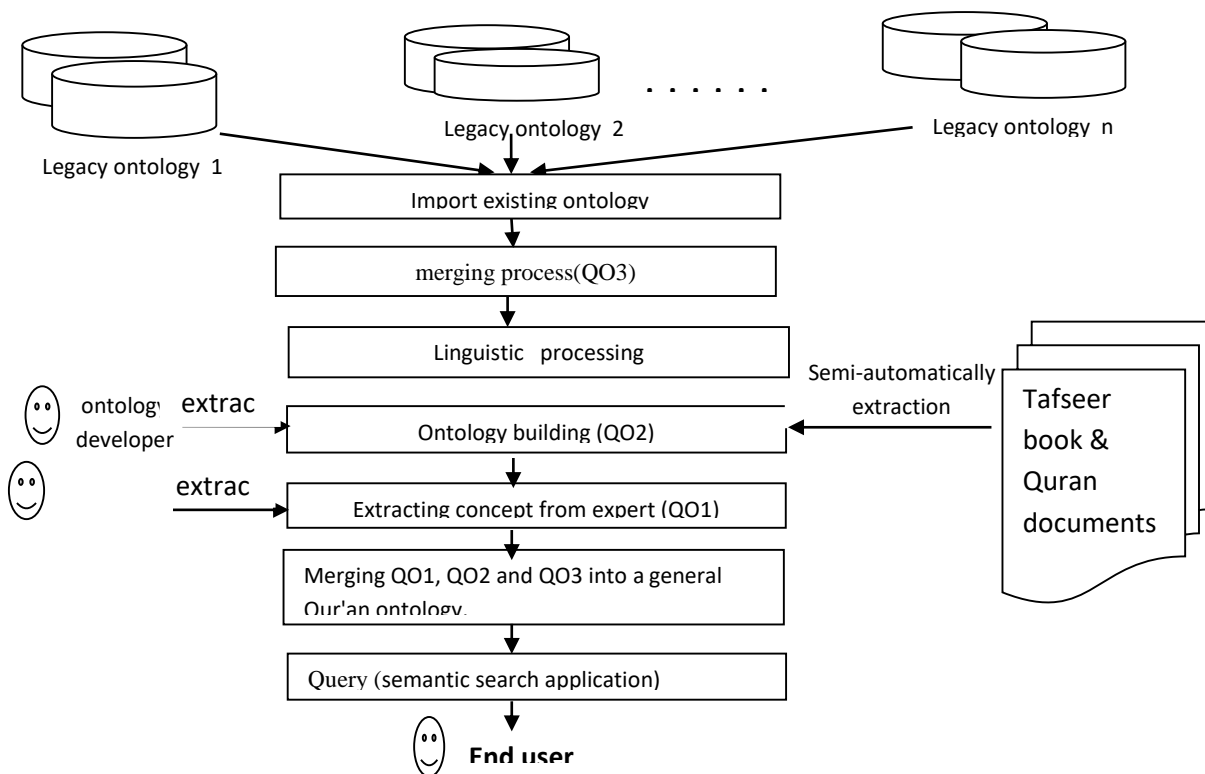 . . . . . .
Legacy ontology 1
Legacy ontology 2
Legacy ontology n
Import existing ontology
merging process(QO3)
Linguistic processing
ontology
developer
extrac
Semi-automatically
extraction
Tafseer
book &
Quran
documents
Ontology building (QO2)
extrac
Extracting concept from expert (QO1)
Merging QO1, QO2 and QO3 into a general
Qur'an ontology.
Query (semantic search application)
End user